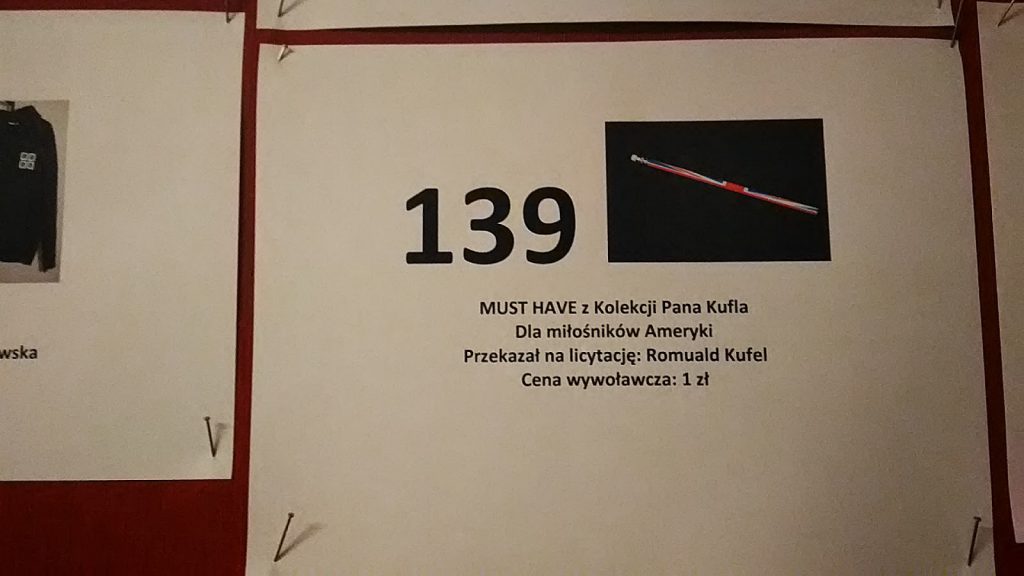 139
MUST HAVE z Kolekcji Pana Kufla
Dla miłośników Ameryki
Przekazał na licytację: Romuald Kufel
Cena wywoławcza: 1 zł
wska